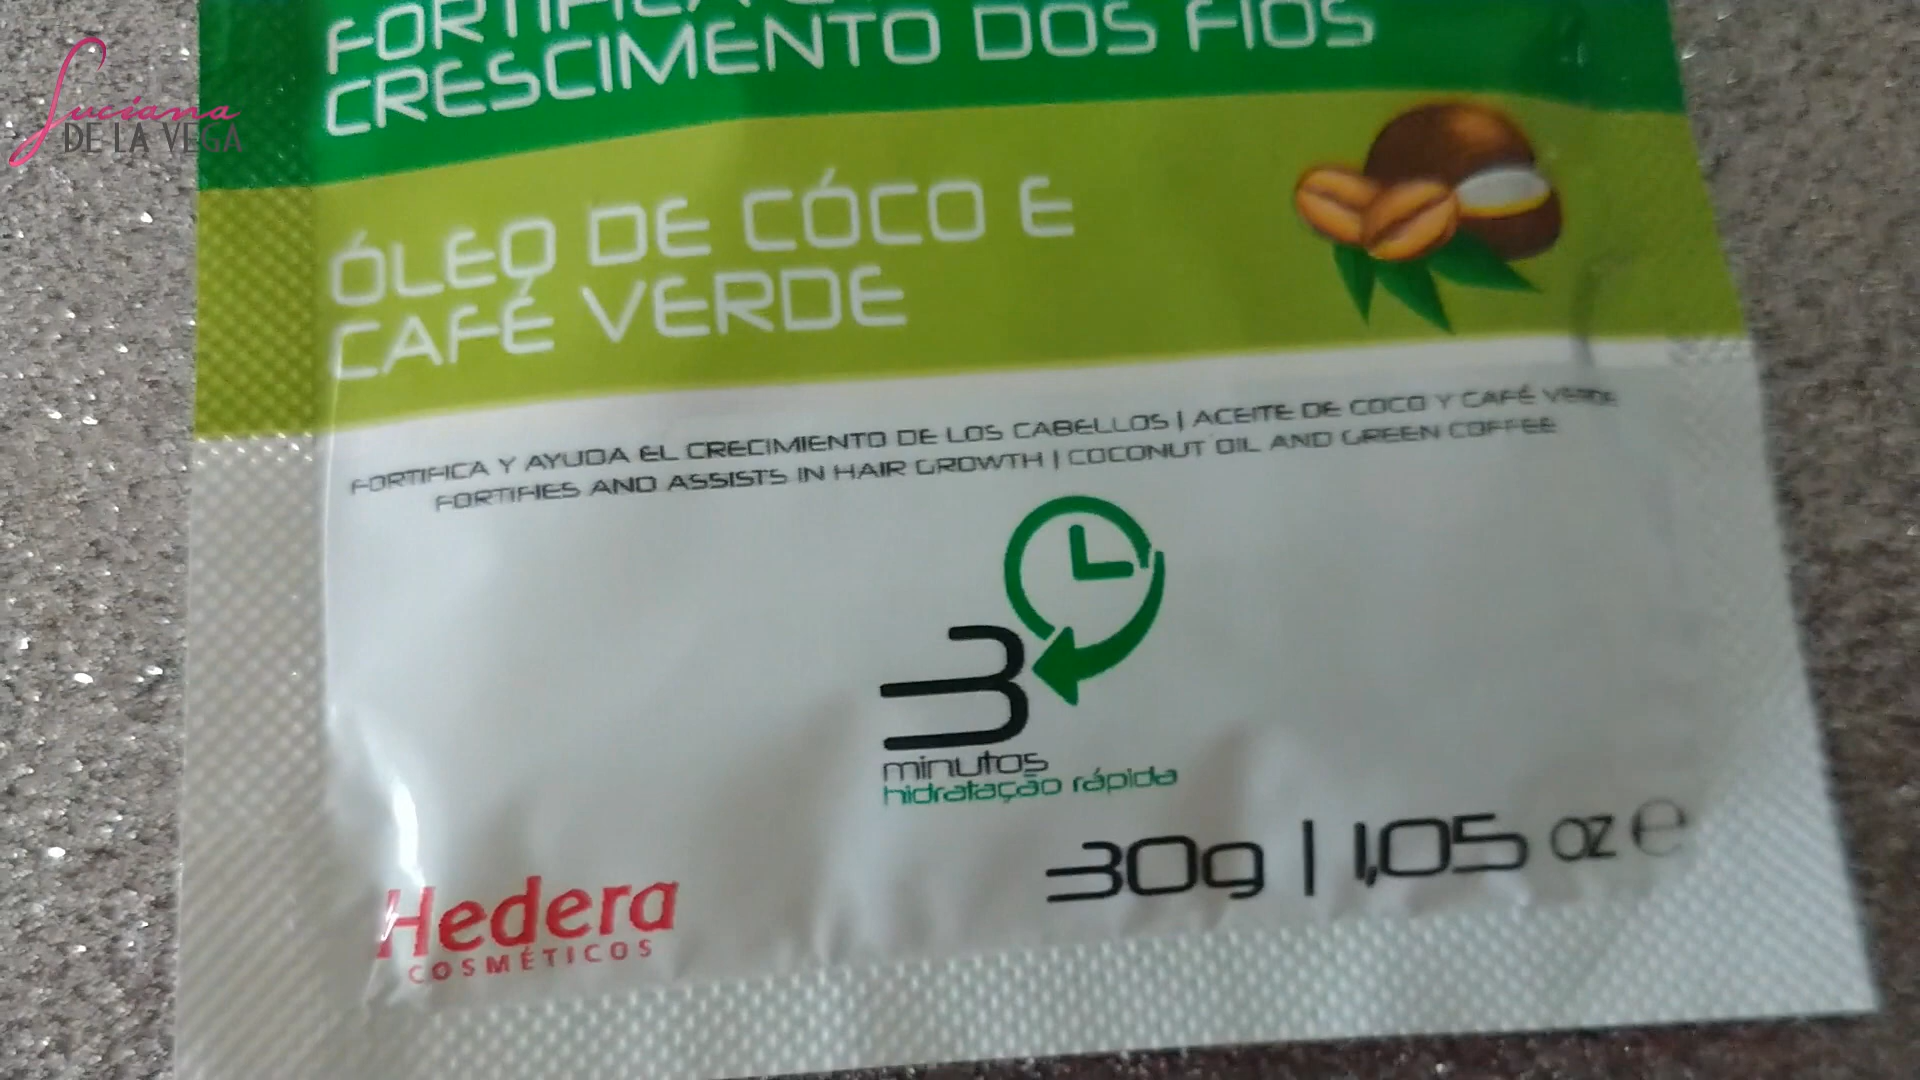 Luciana
DE LA VEGA
CRESCIMENTO DOS FIOS
ÓLEO DE CÓCO E
CAFÉ VERDE
FORTIFICA Y AYUDA EL CRECIMIENTO DE LOS CABELLOS | ACEITE DE COCO Y CAFÉ VERDE
FORTIFIES AND ASSISTS IN HAIR GROWTH | COCONUT OIL AND GREEN COFFEE
3
minutos
hidratação rápida
30g | 1,05 oz ℮
Hedera
COSMÉTICOS